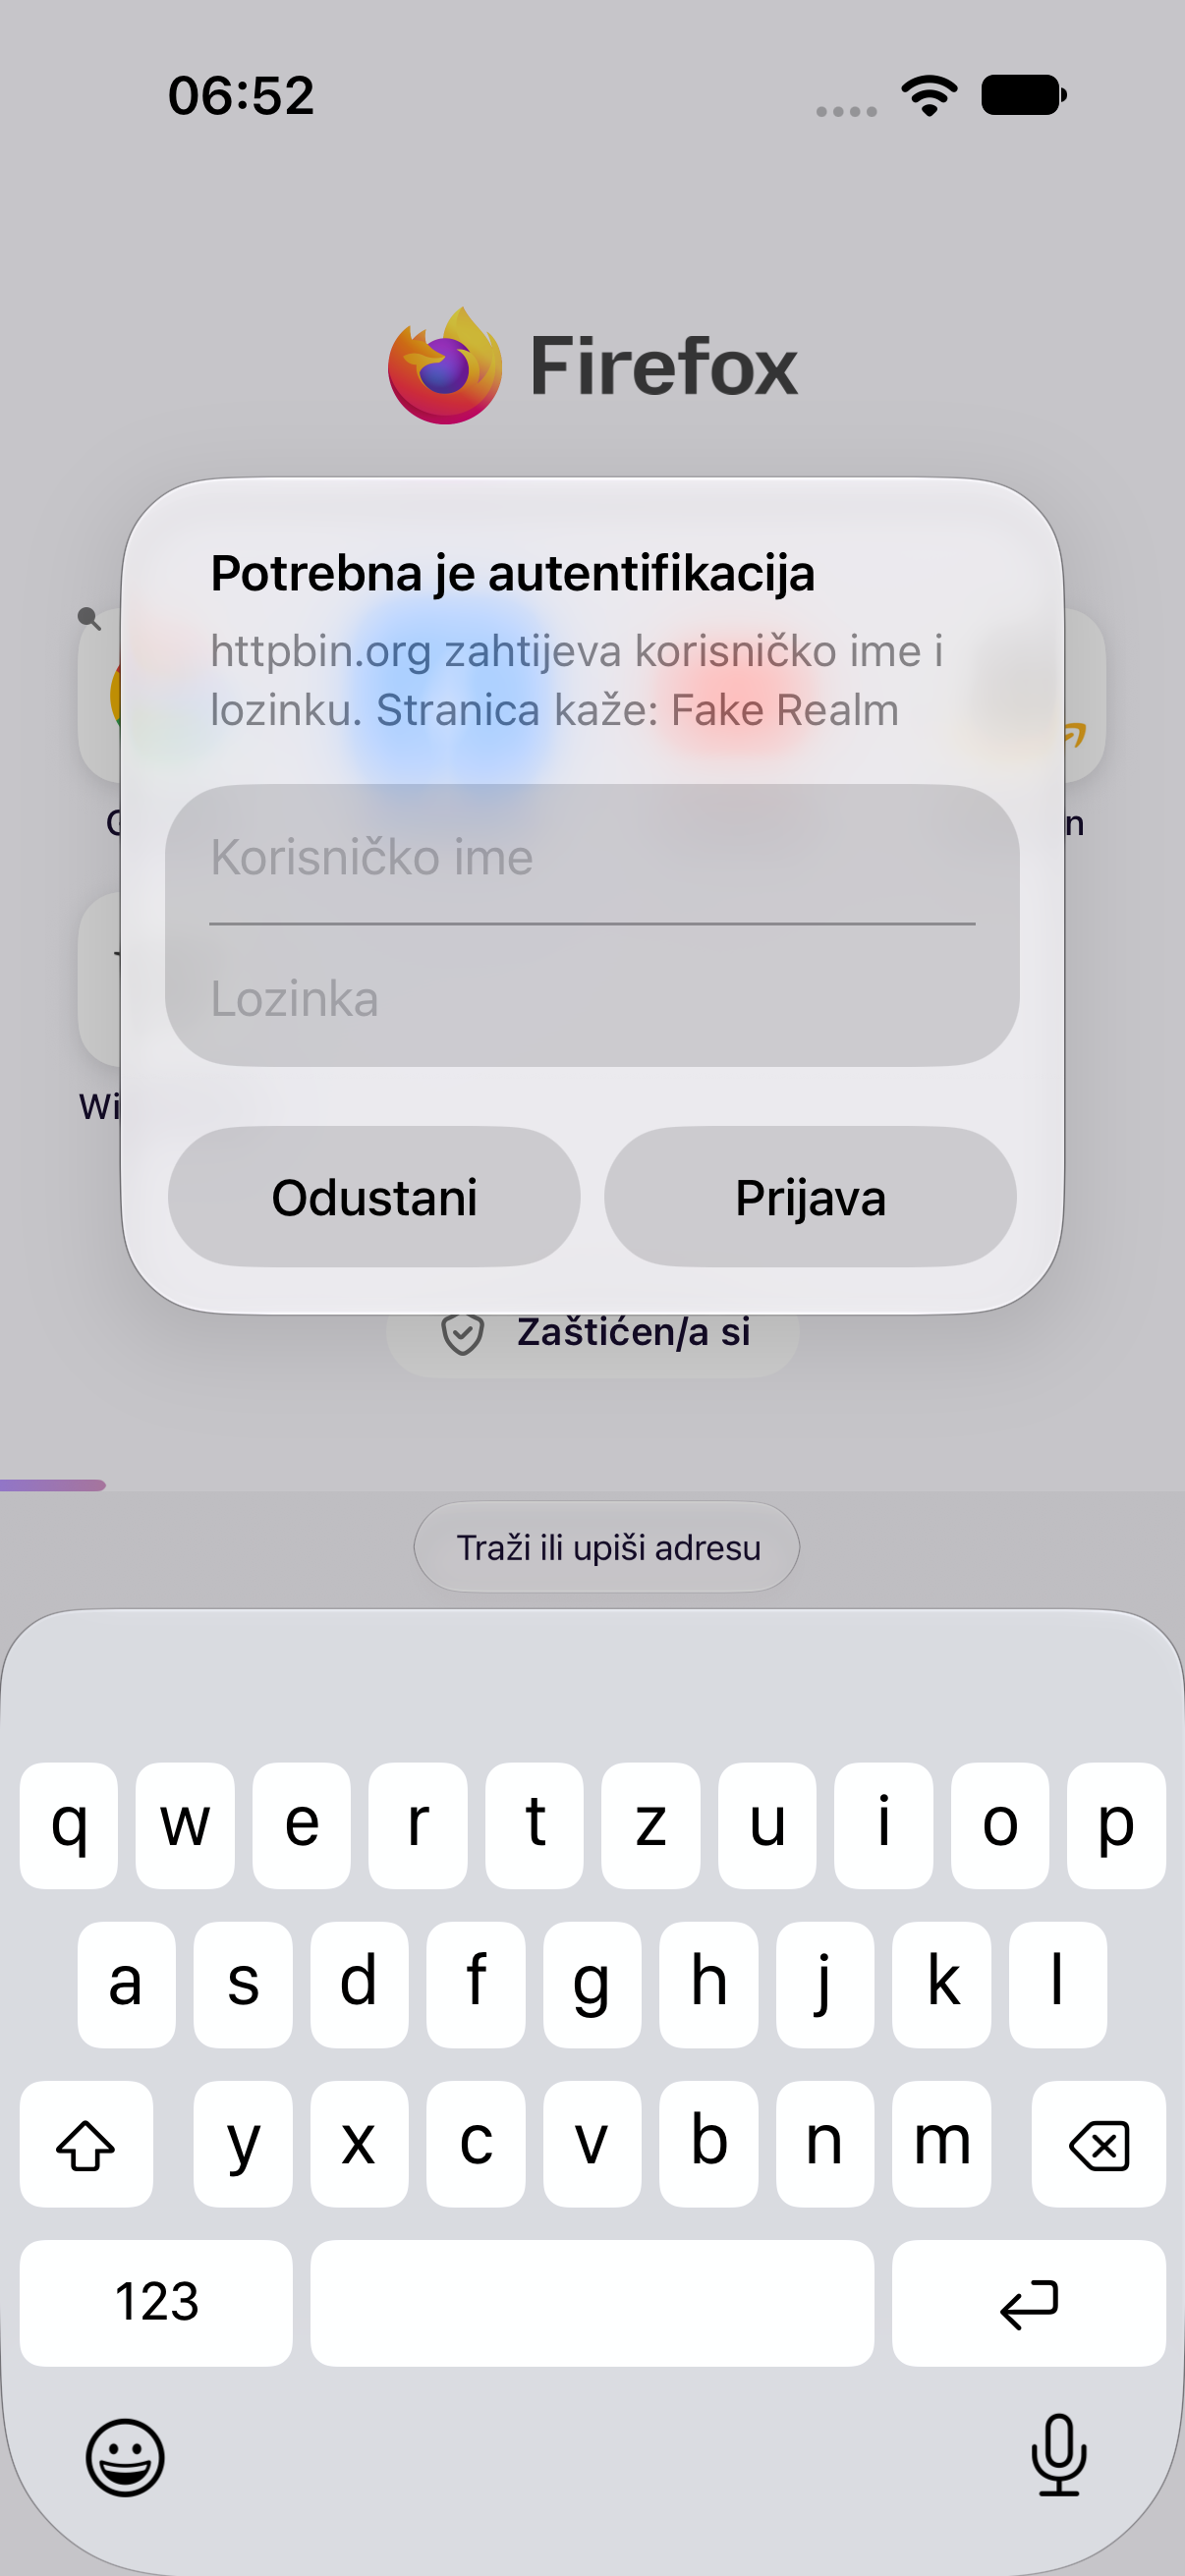 06:52
Firefox
Potrebna je autentifikacija
httpbin.org zahtijeva korisničko ime i
lozinku. Stranica kaže: Fake Realm
Korisničko ime
Lozinka
Odustani
Prijava
Zaštićen/a si
Traži ili upiši adresu
q w e r t z u i o p
a s d f g h j k l
y x c v b n m
123